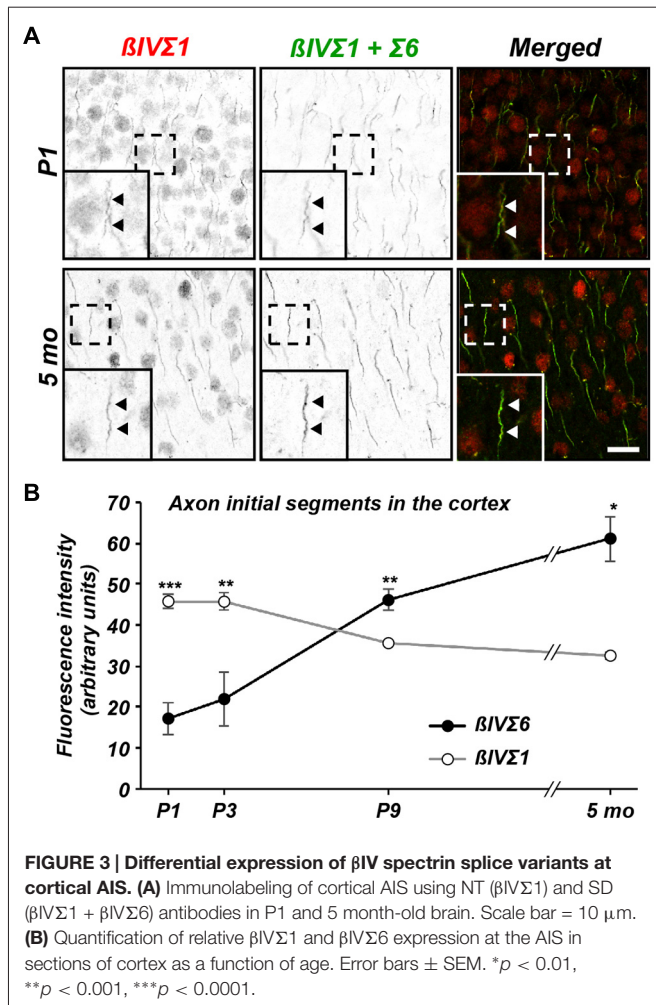 A
ßIVΣ1
ßIVΣ1 + Σ6
Merged
P1
5 mo
B
Axon initial segments in the cortex
Fluorescence intensity
(arbitrary units)
70
60
50
40
30
20
10
0
***
**
**
*
ßIVΣ6
ßIVΣ1
P1
P3
P9
5 mo
FIGURE 3 | Differential expression of βIV spectrin splice variants at
cortical AIS. (A) Immunolabeling of cortical AIS using NT (βIVΣ1) and SD
(βIVΣ1 + βIVΣ6) antibodies in P1 and 5 month-old brain. Scale bar = 10 μm.
(B) Quantification of relative βIVΣ1 and βIVΣ6 expression at the AIS in
sections of cortex as a function of age. Error bars ± SEM. *p < 0.01,
**p < 0.001, ***p < 0.0001.